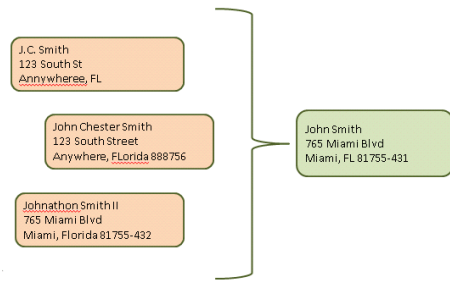 J.C. Smith
123 South St
Annywheree, FL
John Chester Smith
123 South Street
Anywhere, FLorida 888756
Johnathon Smith II
765 Miami Blvd
Miami, Florida 81755-432
John Smith
765 Miami Blvd
Miami, FL 81755-431